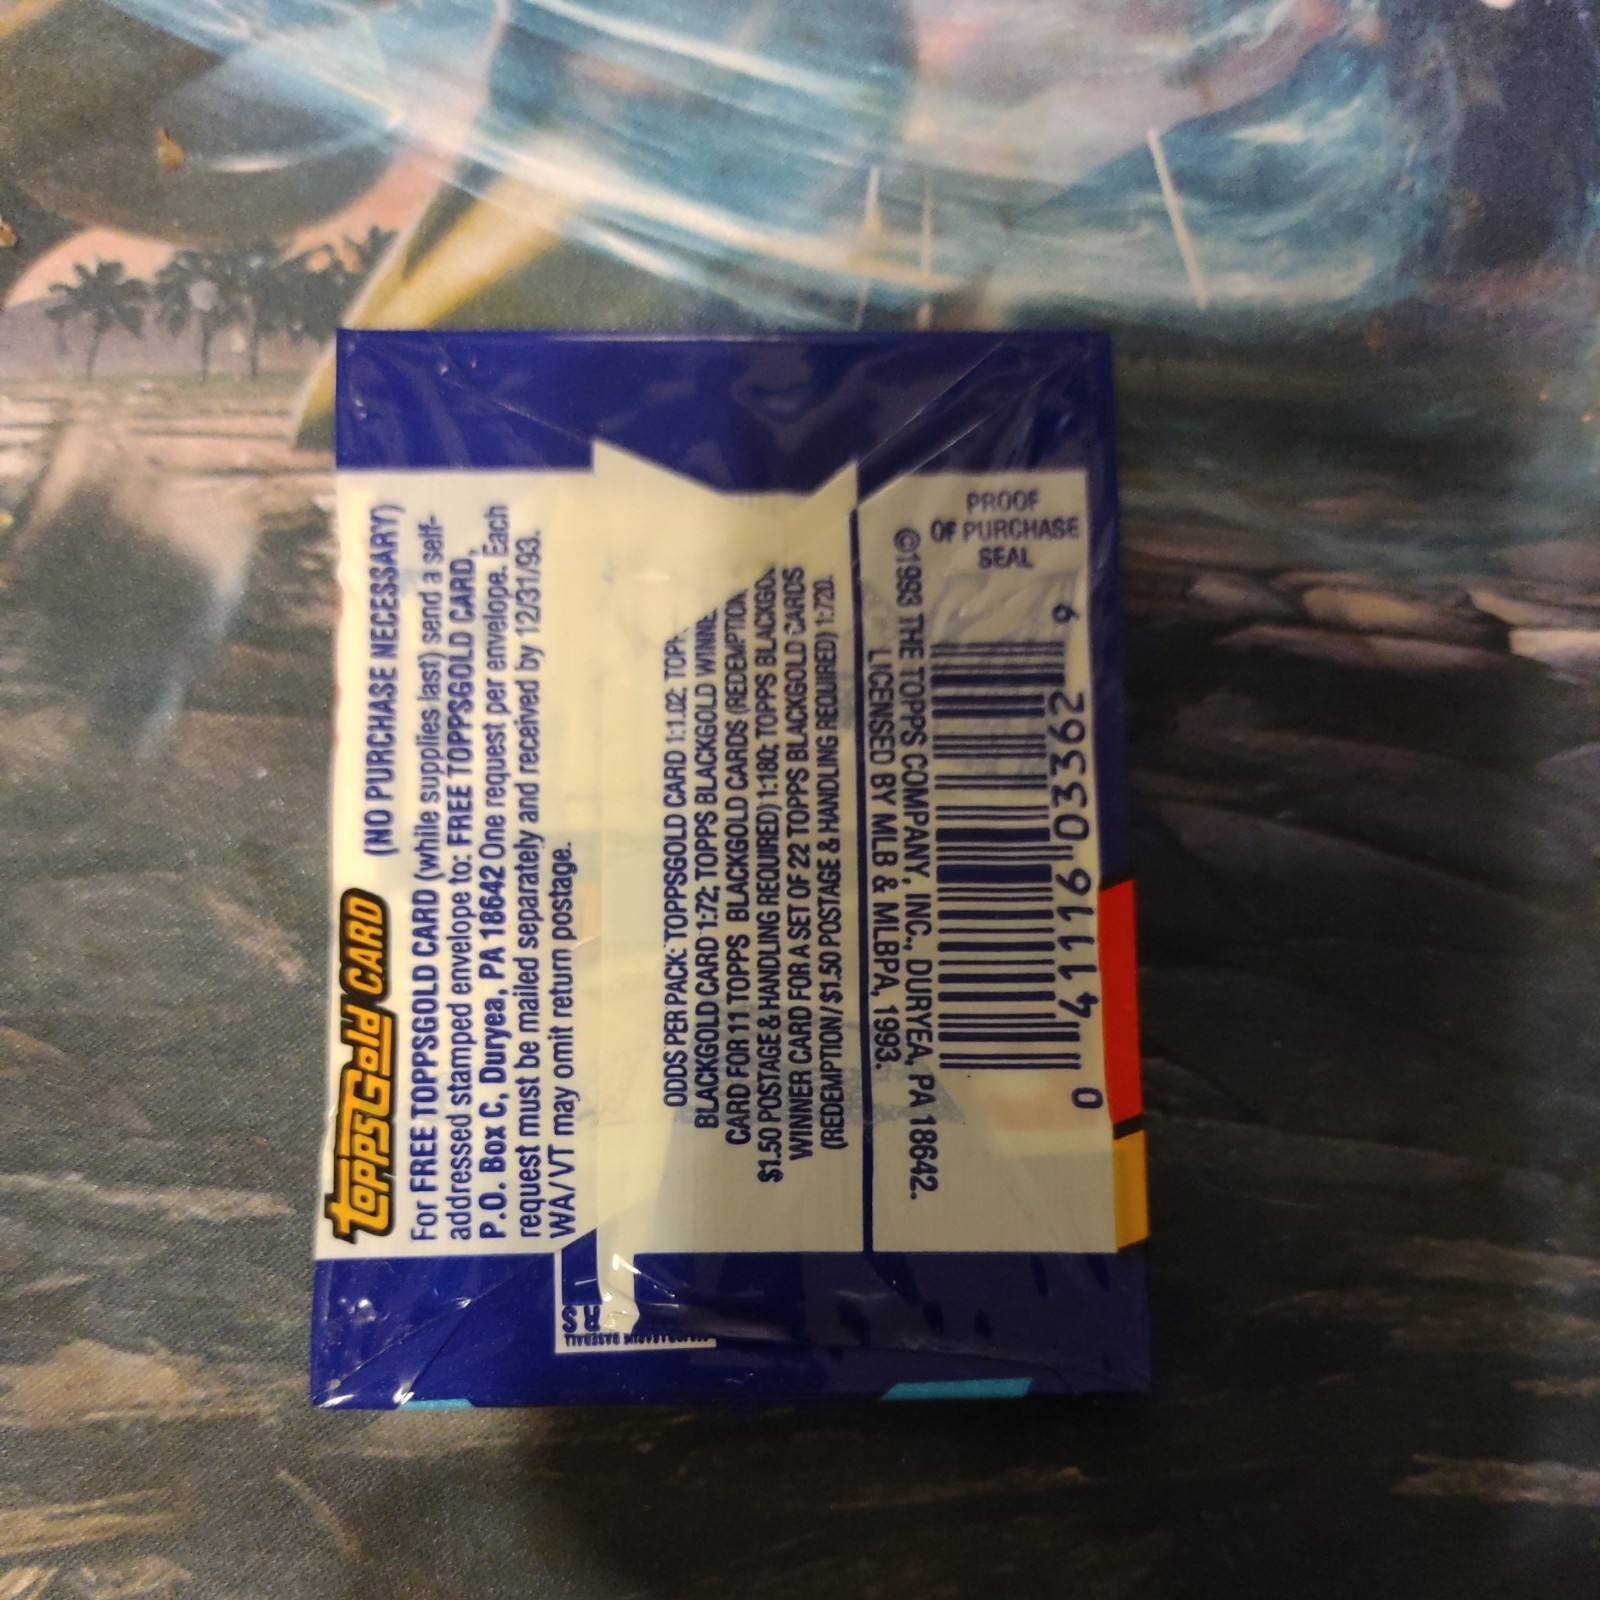 ToppsGold CARD
(NO PURCHASE NECESSARY)
For FREE TOPPSGOLD CARD (while supplies last) send a self-
addressed stamped envelope to: FREE TOPPSGOLD CARD,
P.O. Box C, Duryea, PA 18642 One request per envelope. Each
request must be mailed separately and received by 12/31/93.
WA/VT may omit return postage.
ODDS PER PACK: TOPPSGOLD CARD 1:1.02;
BLACKGOLD CARD 1:72; TOPPS BLACKGOLD
CARD FOR 11 TOPPS BLACKGOLD CARDS (REDEMPTION
$1.50 POSTAGE & HANDLING REQUIRED) 1:180; TOPPS
WINNER CARD FOR A SET OF 22 TOPPS BLACKGOLD CARDS
(REDEMPTION/$1.50 POSTAGE & HANDLING REQUIRED) 1:720.
©1993 THE TOPPS COMPANY, INC., DURYEA, PA 18642.
LICENSED BY MLB & MLBPA, 1993.
PROOF
OF PURCHASE
SEAL
0 41116 03362 9
RS
BASEBALL